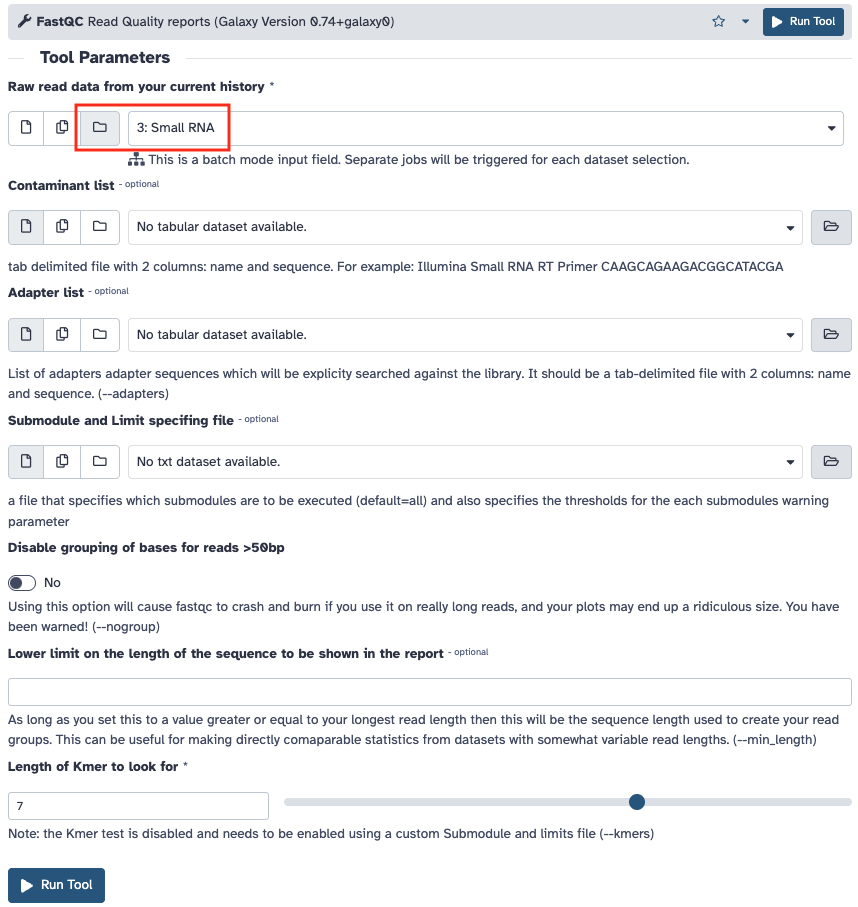 FastQC Read Quality reports (Galaxy Version 0.74+galaxy0)
Run Tool
Tool Parameters
Raw read data from your current history *
3: Small RNA
This is a batch mode input field. Separate jobs will be triggered for each dataset selection.
Contaminant list - optional
No tabular dataset available.
tab delimited file with 2 columns: name and sequence. For example: Illumina Small RNA RT Primer CAAGCAGAAGACGGCATACGA
Adapter list - optional
No tabular dataset available.
List of adapters adapter sequences which will be explicity searched against the library. It should be a tab-delimited file with 2 columns: name
and sequence. (--adapters)
Submodule and Limit specifing file - optional
No txt dataset available.
a file that specifies which submodules are to be executed (default=all) and also specifies the thresholds for the each submodules warning
parameter
Disable grouping of bases for reads >50bp
No
Using this option will cause fastqc to crash and burn if you use it on really long reads, and your plots may end up a ridiculous size. You have
been warned! (--nogroup)
Lower limit on the length of the sequence to be shown in the report - optional
As long as you set this to a value greater or equal to your longest read length then this will be the sequence length used to create your read
groups. This can be useful for making directly comaparable statistics from datasets with somewhat variable read lengths. (--min_length)
Length of Kmer to look for *
7
Note: the Kmer test is disabled and needs to be enabled using a custom Submodule and limits file (--kmers)
Run Tool